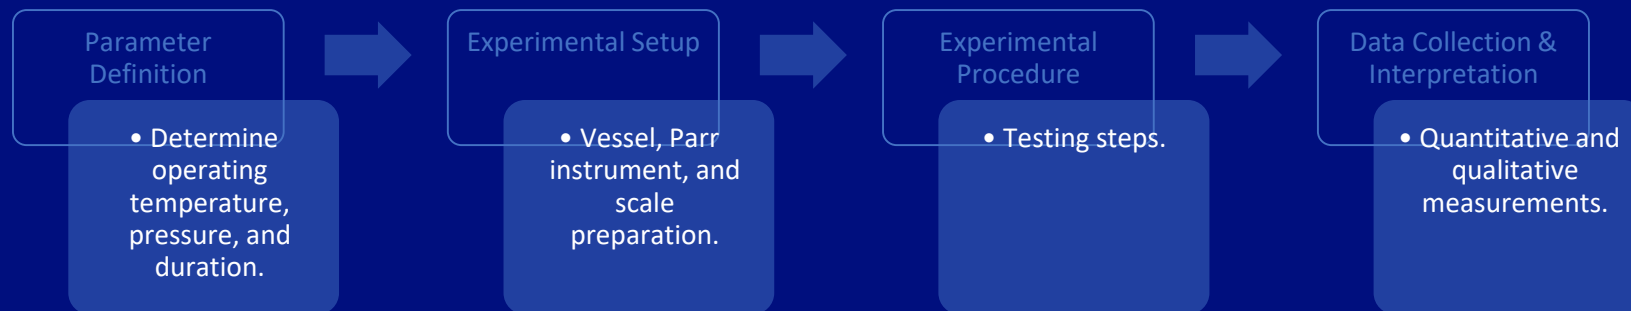 Parameter
Definition
• Determine
operating
temperature,
pressure, and
duration.
Experimental Setup
• Vessel, Parr
instrument, and
scale
preparation.
Experimental
Procedure
• Testing steps.
Data Collection &
Interpretation
• Quantitative and
qualitative
measurements.